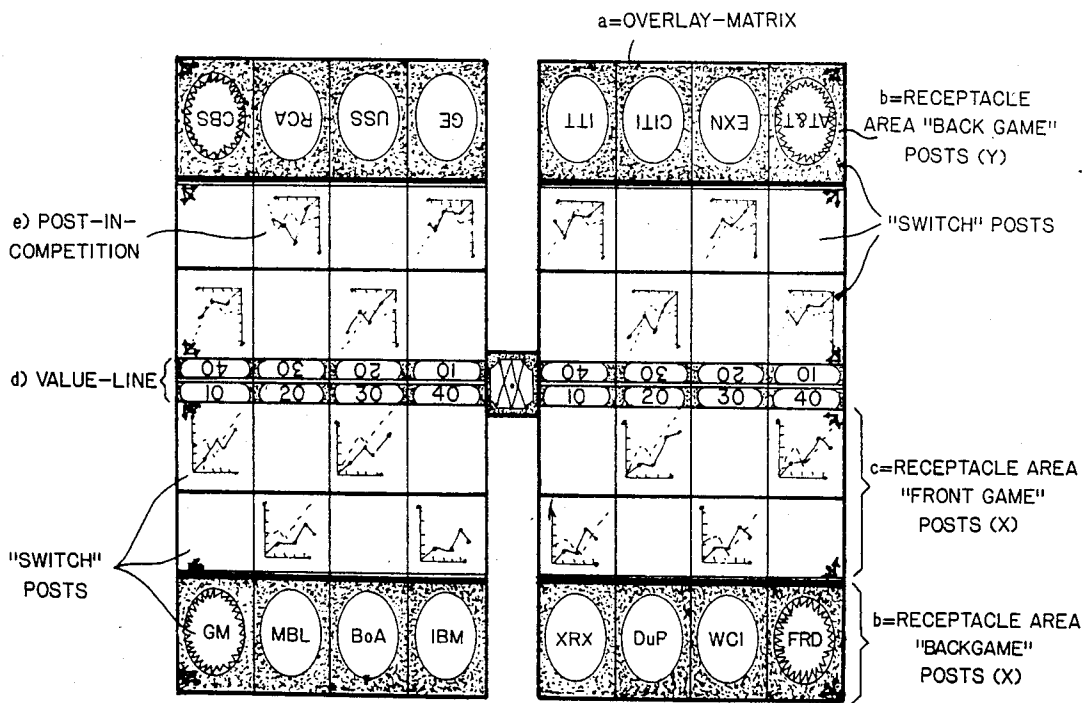 a=OVERLAY-MATRIX
CBS RCA USS GE ITT CITI EXN AT&T
b=RECEPTACLE
AREA "BACK GAME"
POSTS (Y)
e) POST-IN-
COMPETITION
"SWITCH" POSTS
d) VALUE-LINE
40 30 20 10 40 30 20 10
10 20 30 40 10 20 30 40
c=RECEPTACLE AREA
"FRONT GAME"
POSTS (X)
"SWITCH"
POSTS
GM MBL BoA IBM XRX DuP WCI FRD
b=RECEPTACLE AREA
"BACKGAME"
POSTS (X)